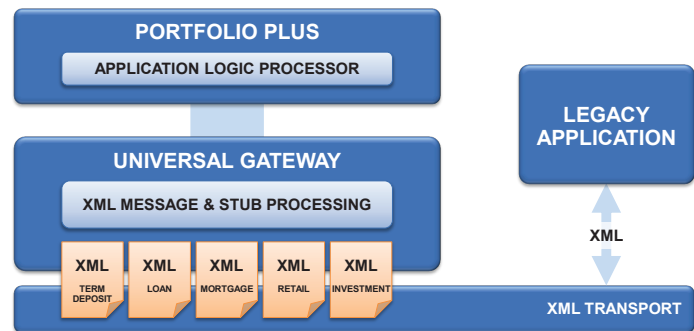 PORTFOLIO PLUS
APPLICATION LOGIC PROCESSOR
LEGACY
APPLICATION
UNIVERSAL GATEWAY
XML MESSAGE & STUB PROCESSING
XML
XML
TERM
DEPOSIT
XML
LOAN
XML
MORTGAGE
XML
RETAIL
XML
INVESTMENT
XML TRANSPORT